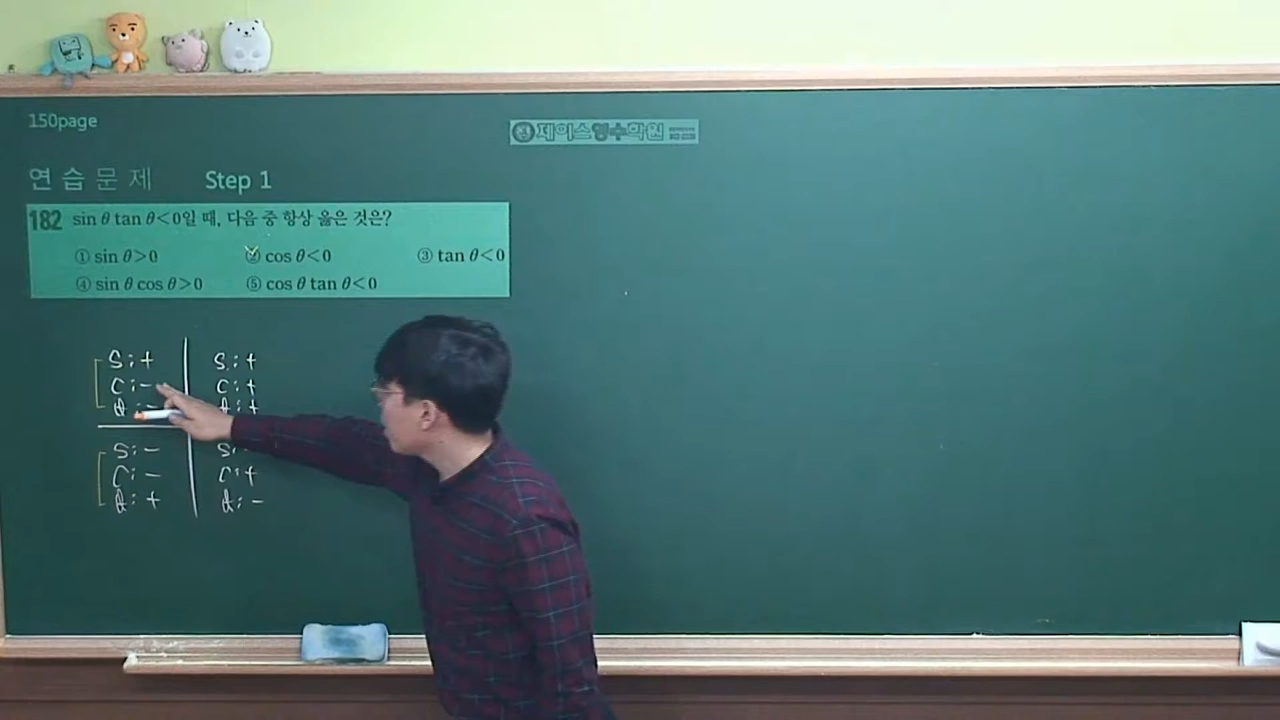 150page
제이스영수학원
연습문제 Step 1
182 sin θ tan θ<0일 때, 다음 중 항상 옳은 것은?
① sin θ>0 ② cos θ<0 ③ tan θ<0
④ sin θ cos θ>0 ⑤ cos θ tan θ<0
S:+ S:+
C:- C:+
t:- t:+
S:- S:-
C:- C:+
t:+ t:-